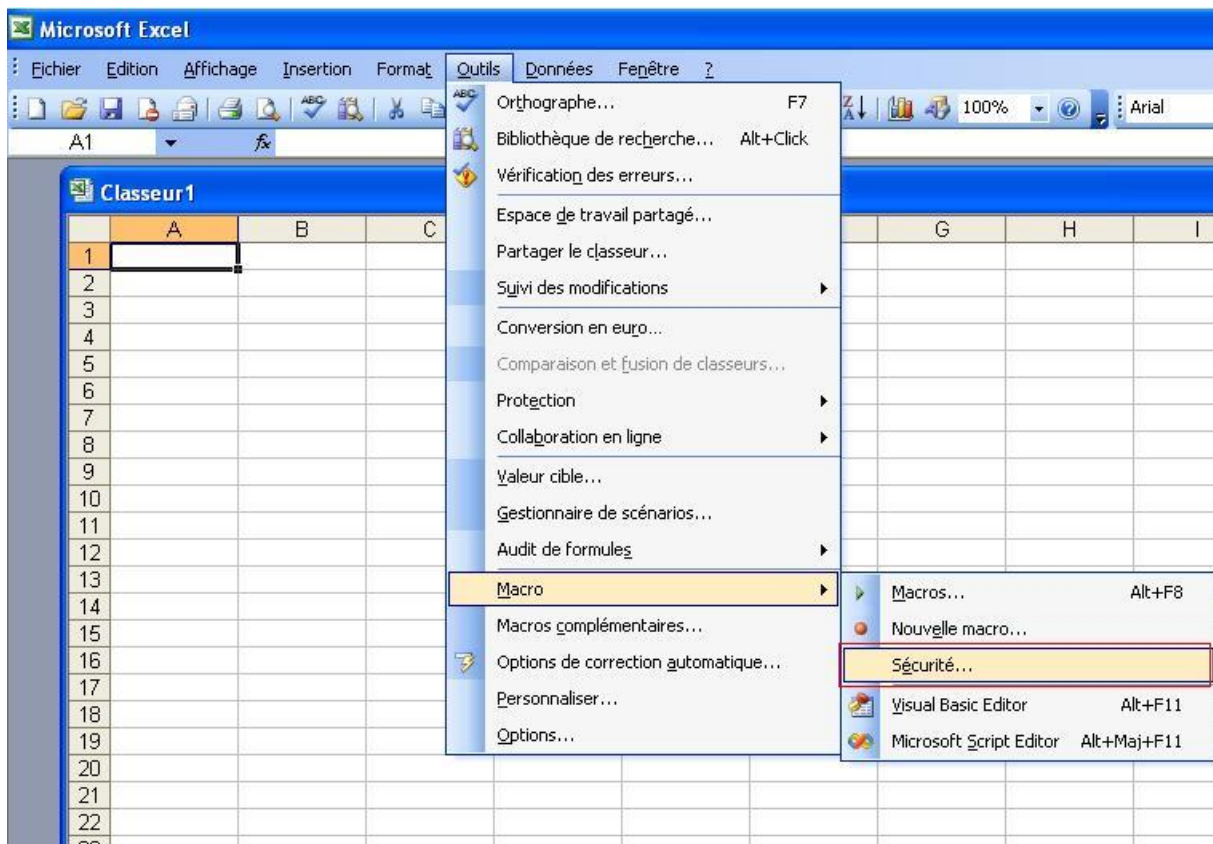 Microsoft Excel
Fichier Edition Affichage Insertion Format Outils Données Fenêtre ?
100% Arial
A1 fx
Classeur1
A B C G H I
1
2
3
4
5
6
7
8
9
10
11
12
13
14
15
16
17
18
19
20
21
22
ABC
Orthographe... F7
Bibliothèque de recherche... Alt+Click
Vérification des erreurs...
Espace de travail partagé...
Partager le classeur...
Suivi des modifications
Conversion en euro...
Comparaison et fusion de classeurs...
Protection
Collaboration en ligne
Valeur cible...
Gestionnaire de scénarios...
Audit de formules
Macro
Macros complémentaires...
Options de correction automatique...
Personnaliser...
Options...
Macros... Alt+F8
Nouvelle macro...
Sécurité...
Visual Basic Editor Alt+F11
Microsoft Script Editor Alt+Maj+F11